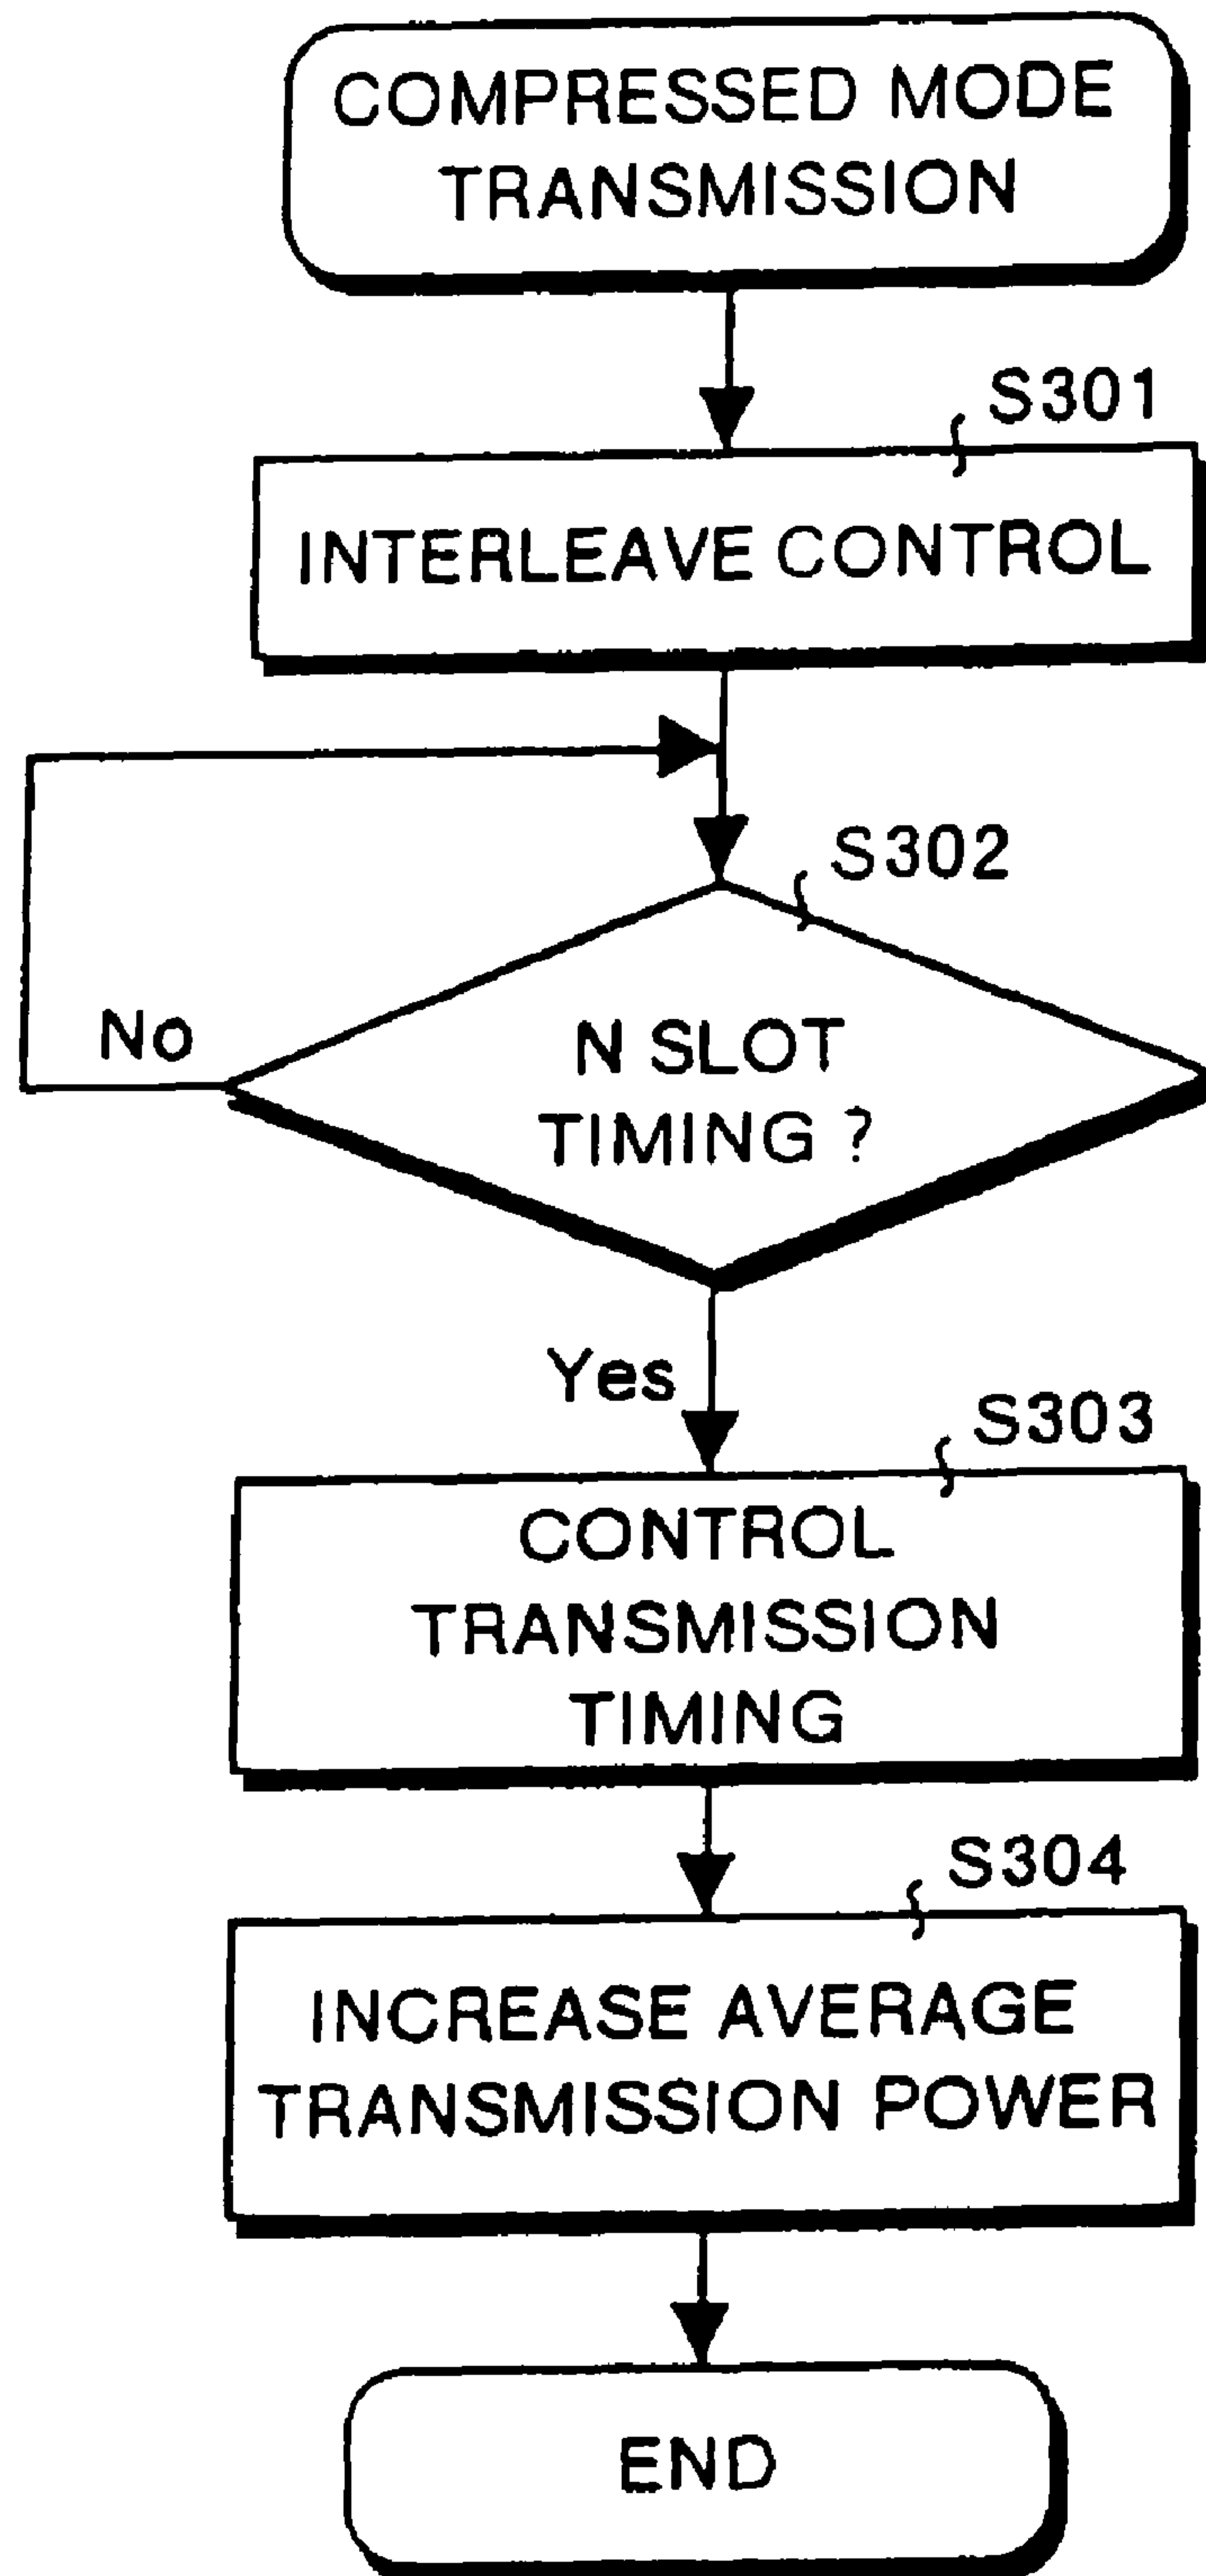 COMPRESSED MODE
TRANSMISSION
S301
INTERLEAVE CONTROL
S302
No
N SLOT
TIMING ?
Yes
S303
CONTROL
TRANSMISSION
TIMING
S304
INCREASE AVERAGE
TRANSMISSION POWER
END